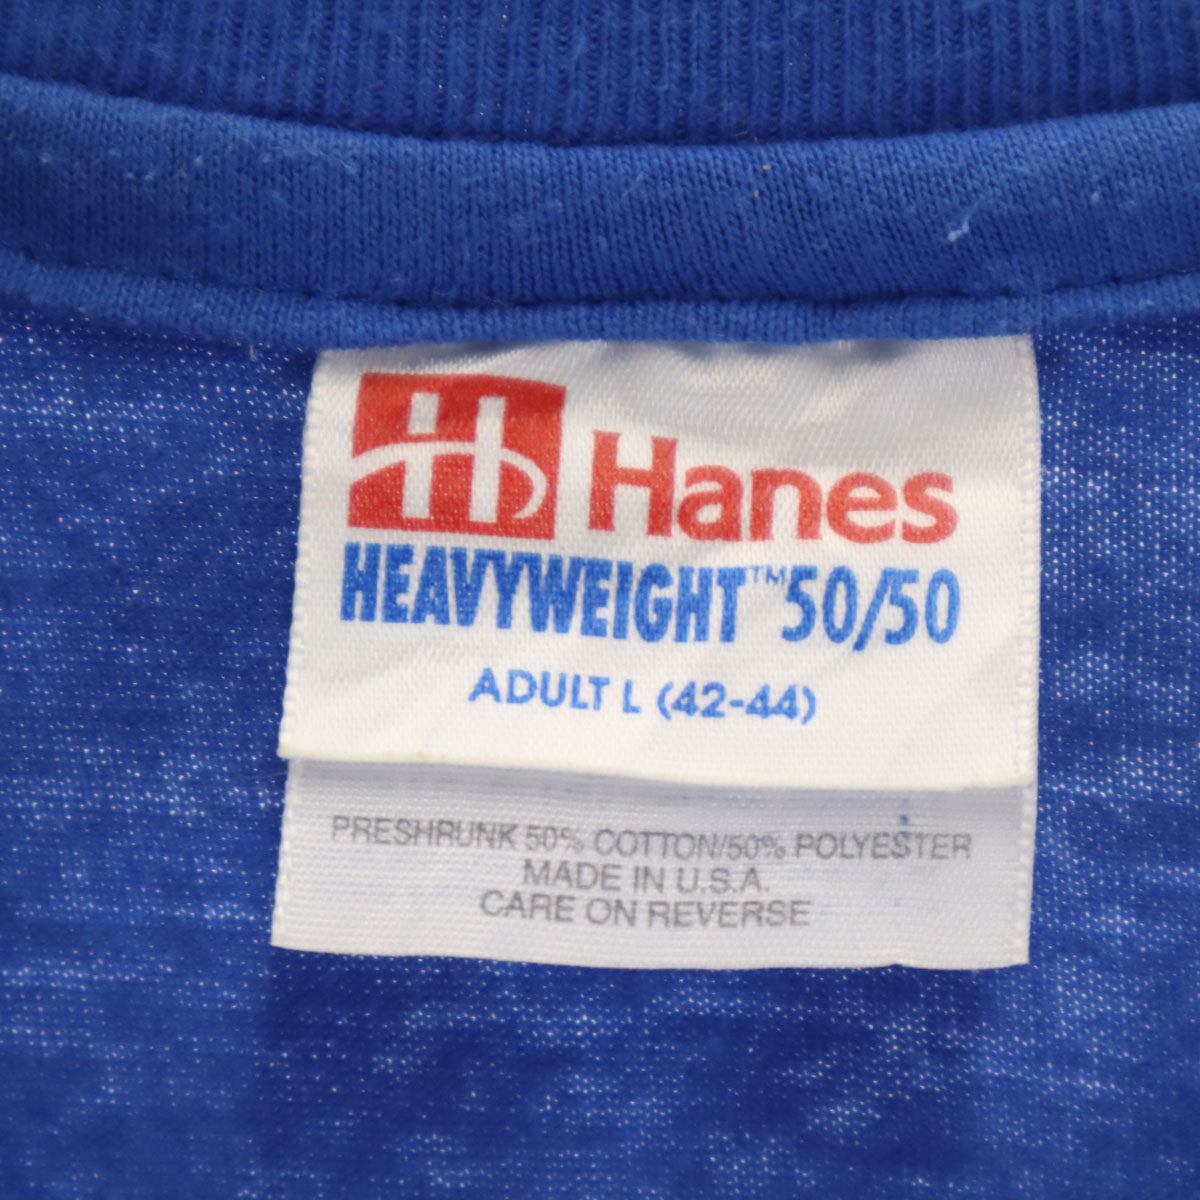 H Hanes
HEAVYWEIGHT™ 50/50
ADULT L (42-44)
PRESHRUNK 50% COTTON/50% POLYESTER
MADE IN U.S.A.
CARE ON REVERSE